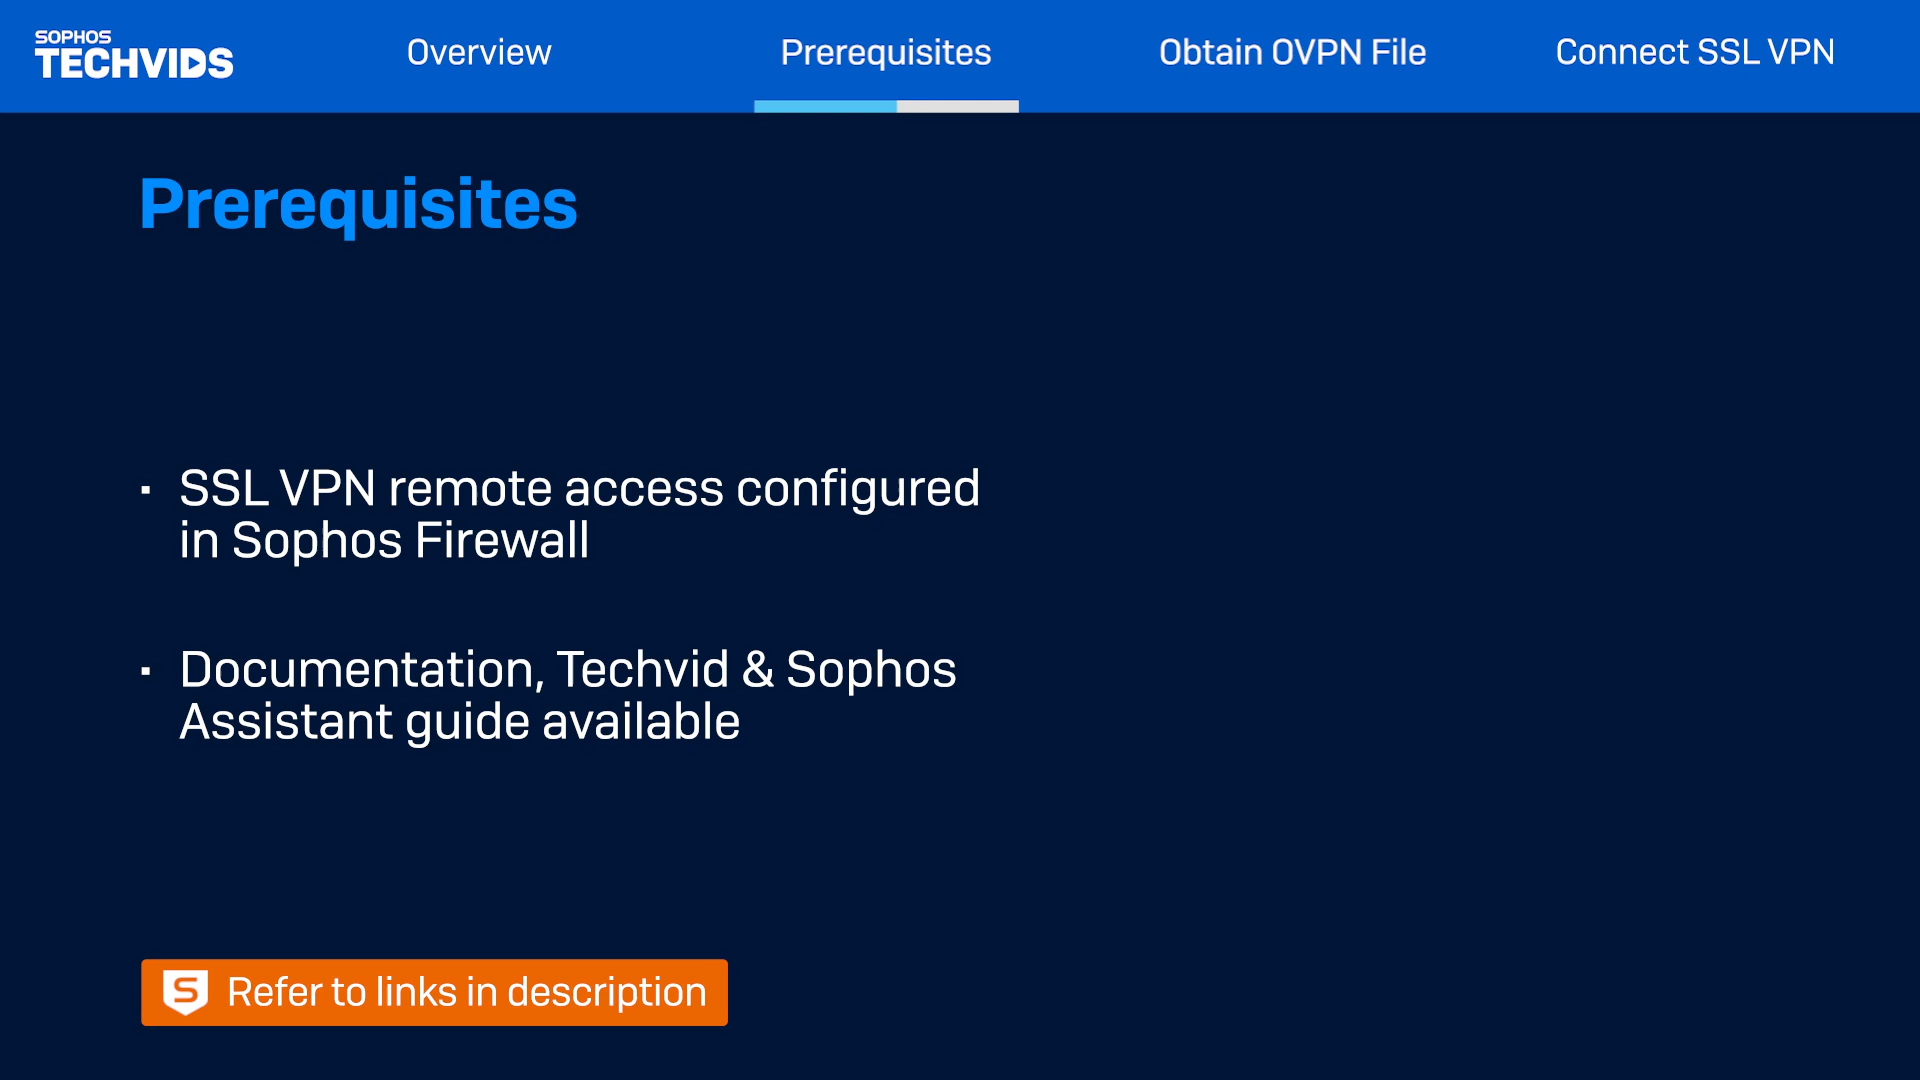 SOPHOS
TECHVIDS
Overview
Prerequisites
Obtain OVPN File
Connect SSL VPN
Prerequisites
▪ SSL VPN remote access configured
in Sophos Firewall
▪ Documentation, Techvid & Sophos
Assistant guide available
S Refer to links in description